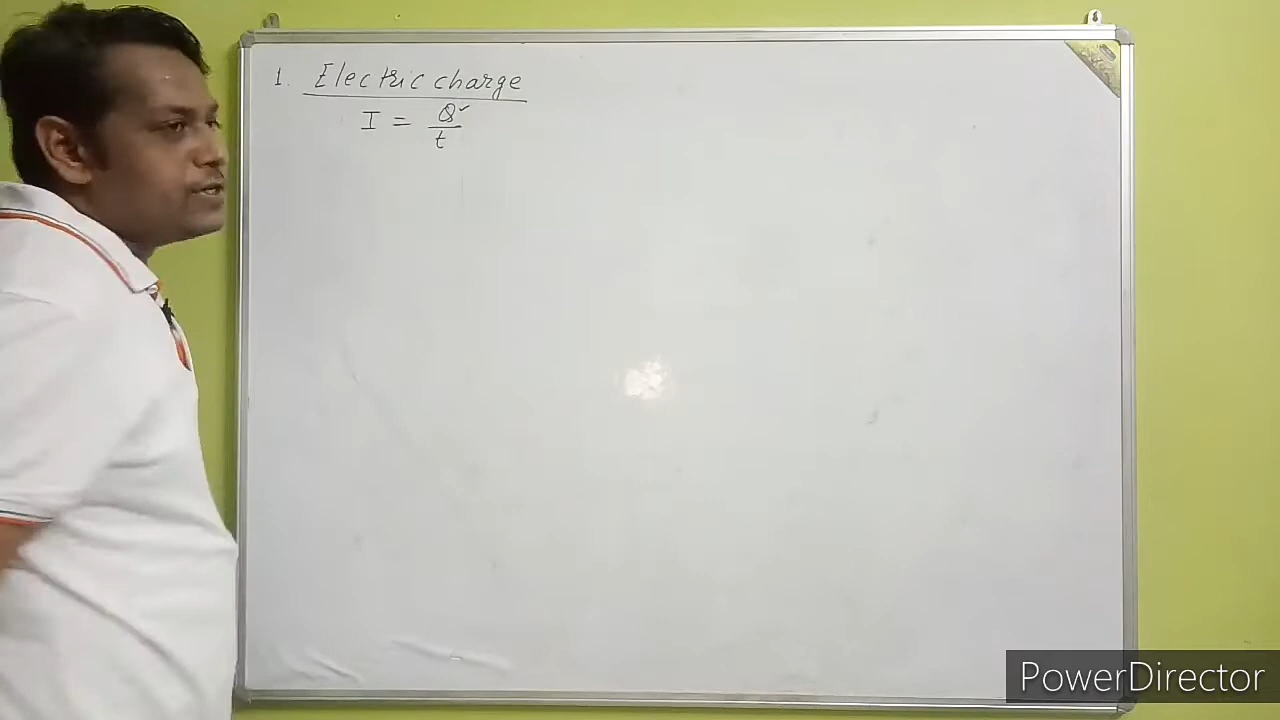 1. Electric charge
I = Q/t
PowerDirector